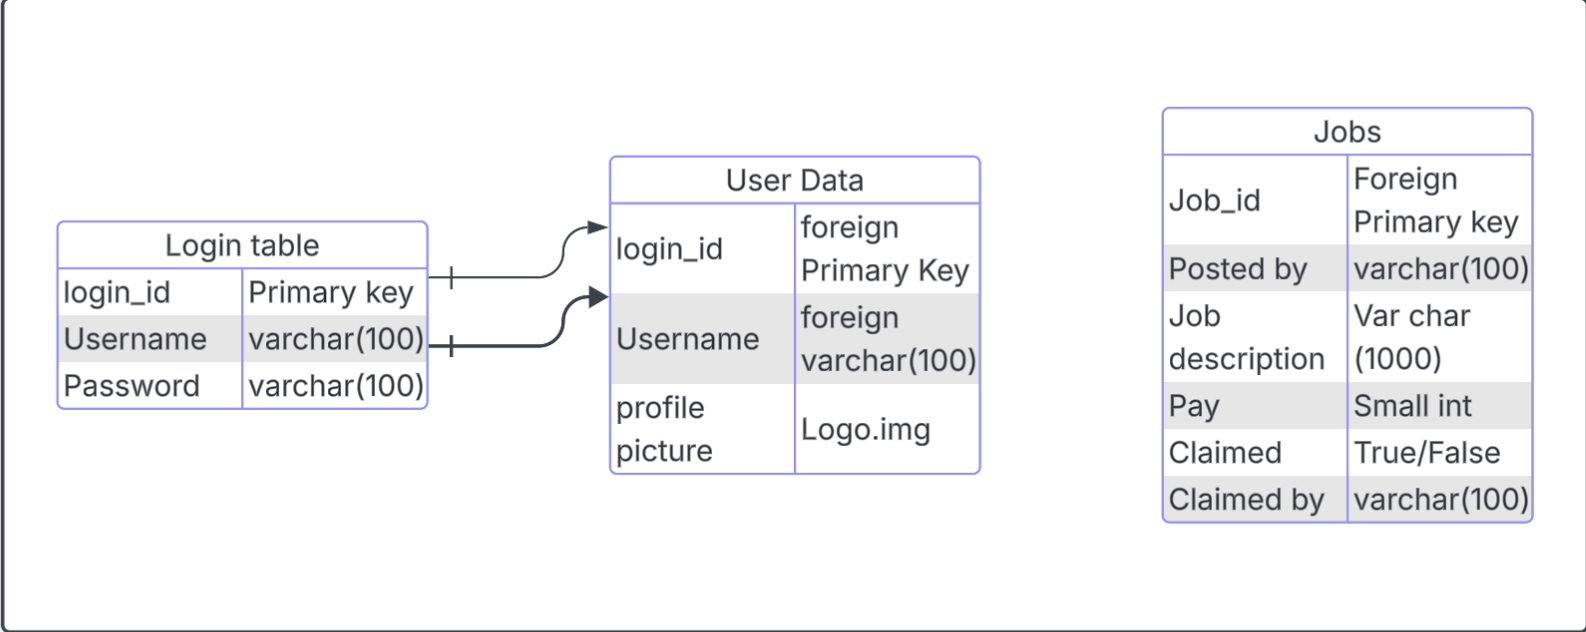 Login table
login_id Primary key
Username varchar(100)
Password varchar(100)
User Data
login_id
foreign
Primary Key
Username
foreign
varchar(100)
profile
picture
Logo.img
Jobs
Job_id
Foreign
Primary key
Posted by varchar(100)
Job
description
Var char
(1000)
Pay Small int
Claimed True/False
Claimed by varchar(100)